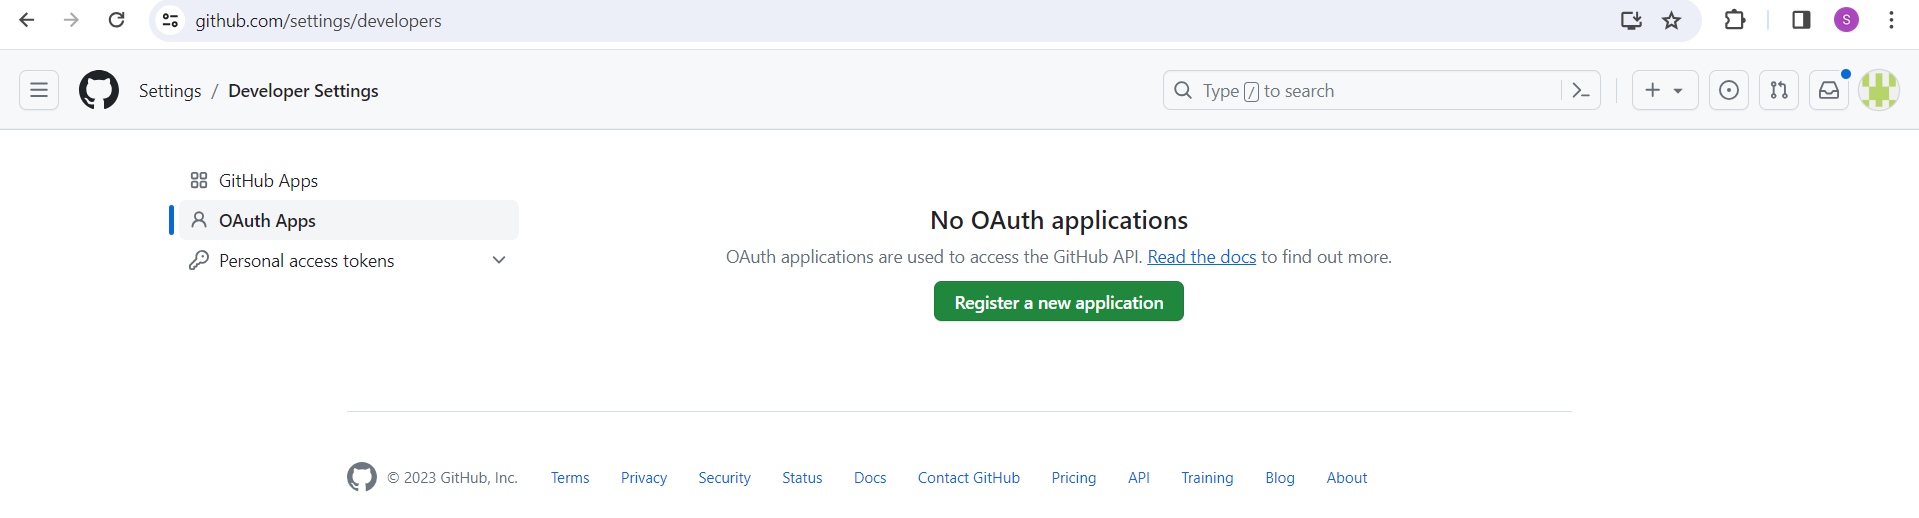 github.com/settings/developers
S
Settings / Developer Settings
Type / to search
GitHub Apps
OAuth Apps
Personal access tokens
No OAuth applications
OAuth applications are used to access the GitHub API. Read the docs to find out more.
Register a new application
© 2023 GitHub, Inc. Terms Privacy Security Status Docs Contact GitHub Pricing API Training Blog About